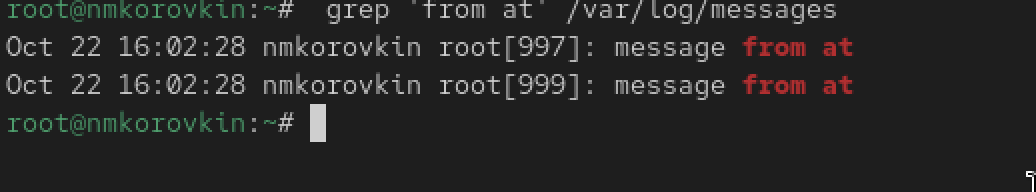 root@nmkorovkin:~#  grep 'from at' /var/log/messages
Oct 22 16:02:28 nmkorovkin root[997]: message from at
Oct 22 16:02:28 nmkorovkin root[999]: message from at
root@nmkorovkin:~#